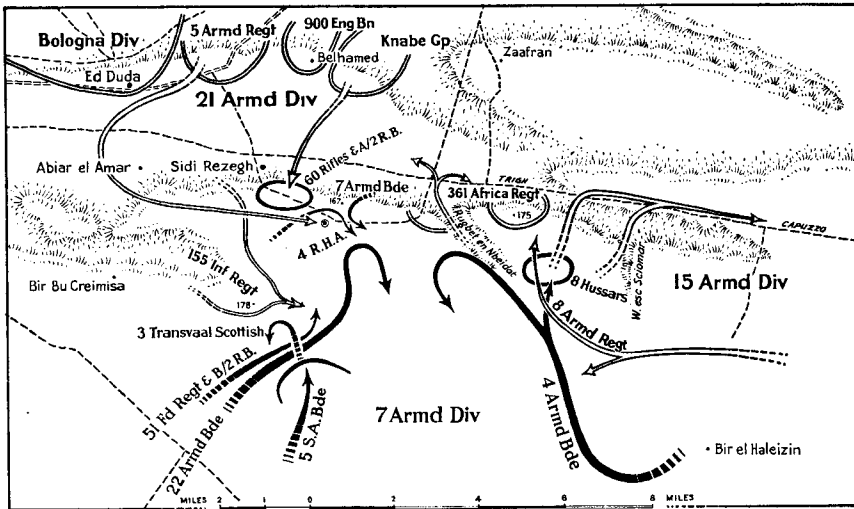 Bologna Div
5 Armd Regt
900 Eng Bn
Knabe Gp
Belhamed
Zaafran
Ed Duda
21 Armd Div
Abiar el Amar
Sidi Rezegh
60 Rifles & A/2 R.B.
7 Armd Bde
TRIGH
361 Africa Regt
167
175
CAPUZZO
4 R.H.A.
Rugbet en Nbeidat
155 Inf Regt
8 Hussars
W. esc Sciomar
15 Armd Div
Bir Bu Creimisa
178
3 Transvaal Scottish
8 Armd Regt
51 Fd Regt & B/2 R.B.
22 Armd Bde
5 S.A. Bde
7 Armd Div
4 Armd Bde
Bir el Haleizin
MILES 2 1 0 2 4 6 8 MILES